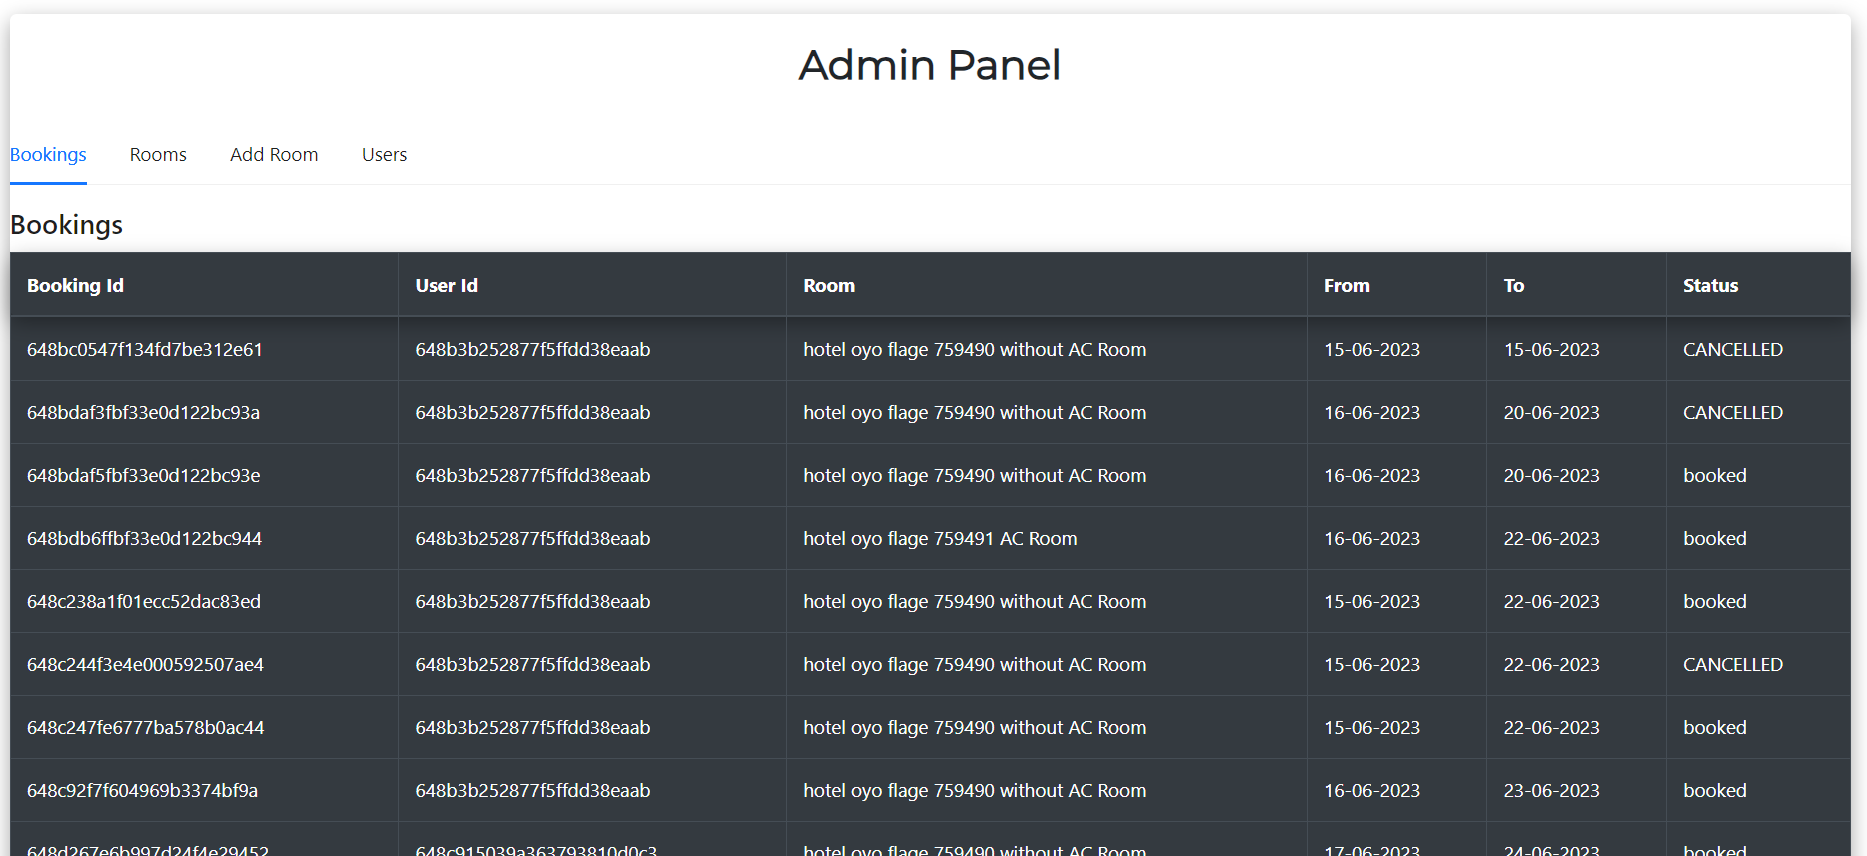 Admin Panel
Bookings Rooms Add Room Users
Bookings
Booking Id User Id Room From To Status
648bc0547f134fd7be312e61 648b3b252877f5ffdd38eaab hotel oyo flage 759490 without AC Room 15-06-2023 15-06-2023 CANCELLED
648bdaf3fbf33e0d122bc93a 648b3b252877f5ffdd38eaab hotel oyo flage 759490 without AC Room 16-06-2023 20-06-2023 CANCELLED
648bdaf5fbf33e0d122bc93e 648b3b252877f5ffdd38eaab hotel oyo flage 759490 without AC Room 16-06-2023 20-06-2023 booked
648bdb6ffbf33e0d122bc944 648b3b252877f5ffdd38eaab hotel oyo flage 759491 AC Room 16-06-2023 22-06-2023 booked
648c238a1f01ecc52dac83ed 648b3b252877f5ffdd38eaab hotel oyo flage 759490 without AC Room 15-06-2023 22-06-2023 booked
648c244f3e4e000592507ae4 648b3b252877f5ffdd38eaab hotel oyo flage 759490 without AC Room 15-06-2023 22-06-2023 CANCELLED
648c247fe6777ba578b0ac44 648b3b252877f5ffdd38eaab hotel oyo flage 759490 without AC Room 15-06-2023 22-06-2023 booked
648c92f7f604969b3374bf9a 648b3b252877f5ffdd38eaab hotel oyo flage 759490 without AC Room 16-06-2023 23-06-2023 booked
648d267e6b997d24f4e29452 648c915039a363793810d0c3 hotel oyo flage 759490 without AC Room 17-06-2023 24-06-2023 booked